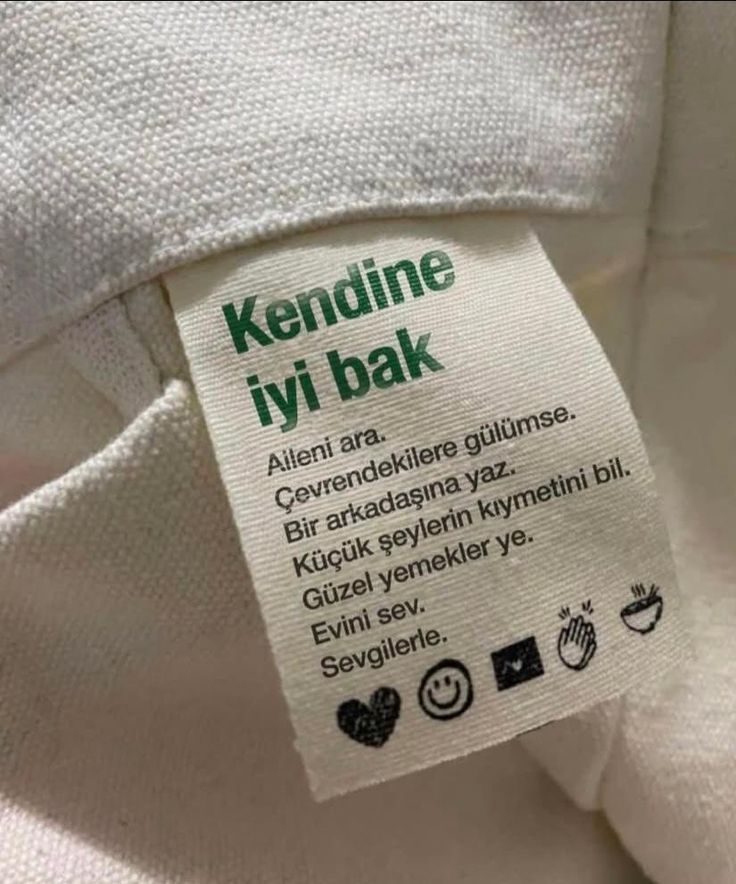 Kendine
iyi bak
Aileni ara.
Çevrendekilere gülümse.
Bir arkadaşına yaz.
Küçük şeylerin kıymetini bil.
Güzel yemekler ye.
Evini sev.
Sevgilerle.